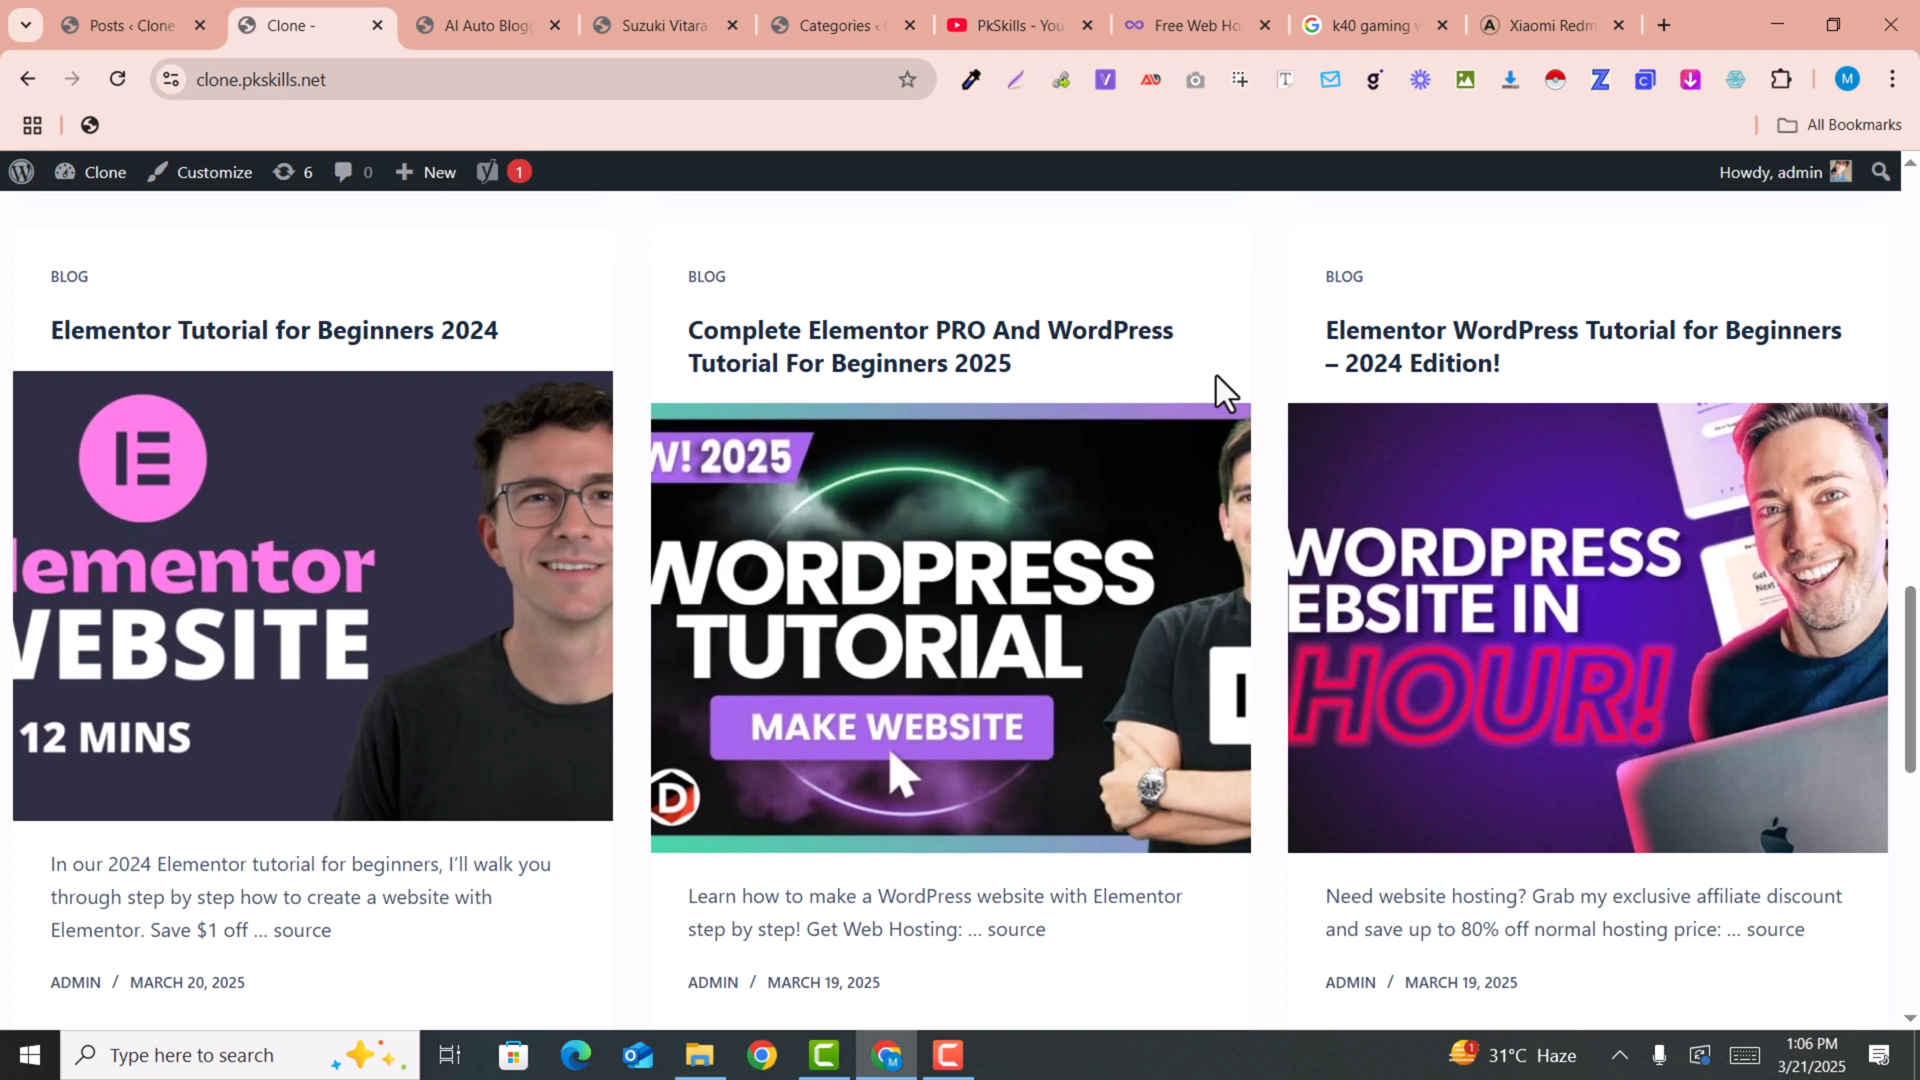 Posts ‹ Clone
Clone -
AI Auto Blog
Suzuki Vitara
Categories ‹
PkSkills - You
Free Web Ho
k40 gaming
Xiaomi Redm
clone.pkskills.net
All Bookmarks
Clone Customize 6 0 New 1
Howdy, admin
BLOG
Elementor Tutorial for Beginners 2024
lementor
WEBSITE
12 MINS
In our 2024 Elementor tutorial for beginners, I'll walk you
through step by step how to create a website with
Elementor. Save $1 off ... source
ADMIN / MARCH 20, 2025
BLOG
Complete Elementor PRO And WordPress
Tutorial For Beginners 2025
W! 2025
WORDPRESS
TUTORIAL
MAKE WEBSITE
D
Learn how to make a WordPress website with Elementor
step by step! Get Web Hosting: ... source
ADMIN / MARCH 19, 2025
BLOG
Elementor WordPress Tutorial for Beginners
– 2024 Edition!
WORDPRESS
EBSITE IN
HOUR!
Need website hosting? Grab my exclusive affiliate discount
and save up to 80% off normal hosting price: ... source
ADMIN / MARCH 19, 2025
Type here to search
31°C Haze
1:06 PM
3/21/2025